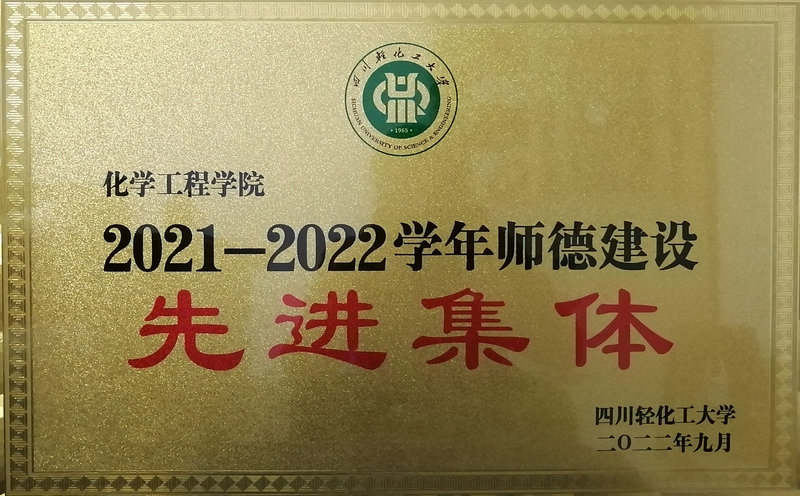 四川轻化工大学
SICHUAN UNIVERSITY OF SCIENCE & ENGINEERING
·1965·
化学工程学院
2021—2022学年师德建设
先进集体
四川轻化工大学
二〇二二年九月